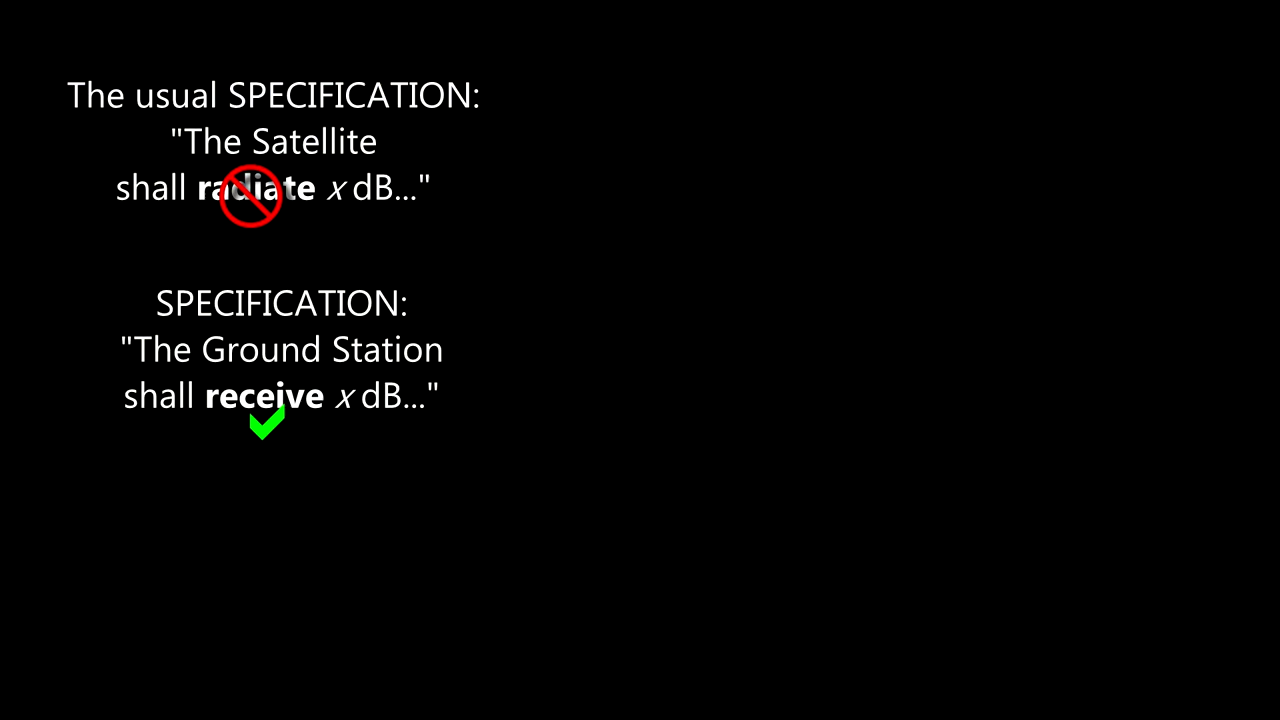 The usual SPECIFICATION:
"The Satellite
shall radiate x dB..."
SPECIFICATION:
"The Ground Station
shall receive x dB..."